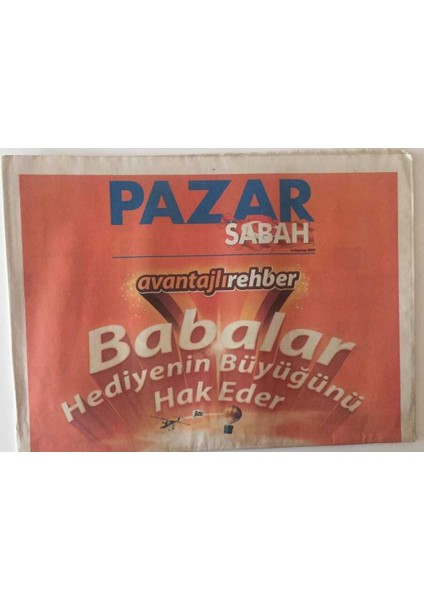 PAZAR
SABAH
avantajlırehber
Babalar
Hediyenin Büyüğünü
Hak Eder